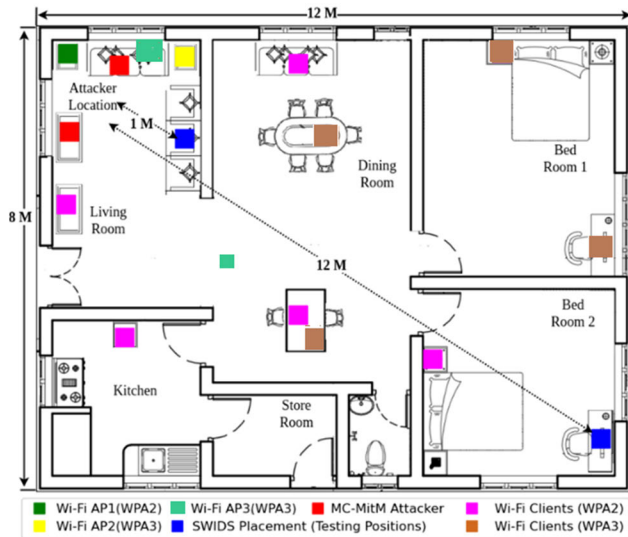 12 M
Attacker
Location
1 M
Bed
Room 1
Dining
Room
8 M
Living
Room
12 M
Bed
Room 2
Kitchen
Store
Room
Wi-Fi AP1(WPA2) Wi-Fi AP3(WPA3) MC-MitM Attacker Wi-Fi Clients (WPA2)
Wi-Fi AP2(WPA3) SWIDS Placement (Testing Positions) Wi-Fi Clients (WPA3)